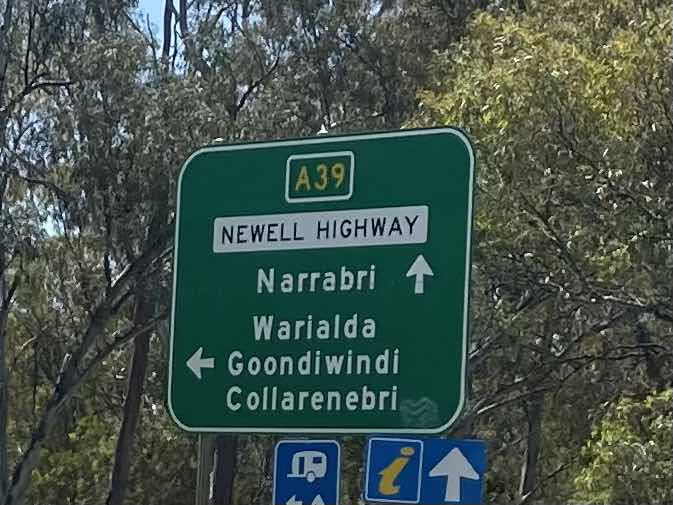 A39
NEWELL HIGHWAY
Narrabri
Warialda
Goondiwindi
Collarenebri
i